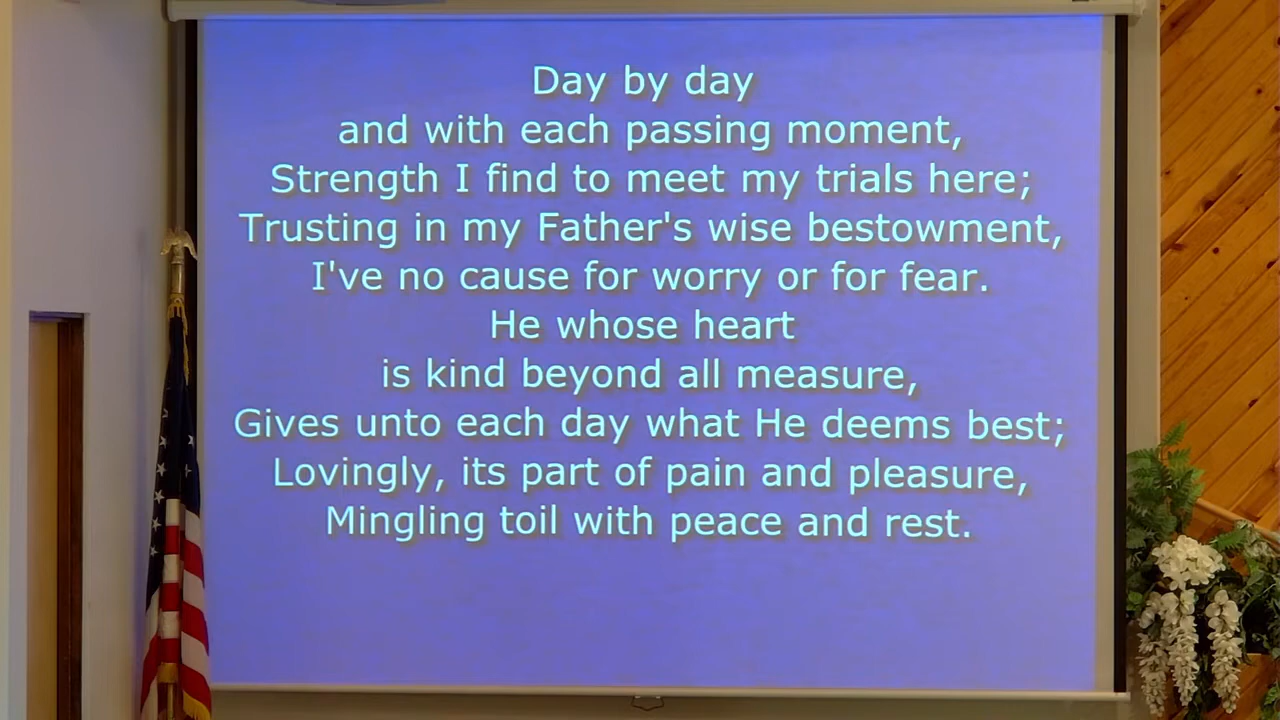 Day by day
and with each passing moment,
Strength I find to meet my trials here;
Trusting in my Father's wise bestowment,
I've no cause for worry or for fear.
He whose heart
is kind beyond all measure,
Gives unto each day what He deems best;
Lovingly, its part of pain and pleasure,
Mingling toil with peace and rest.